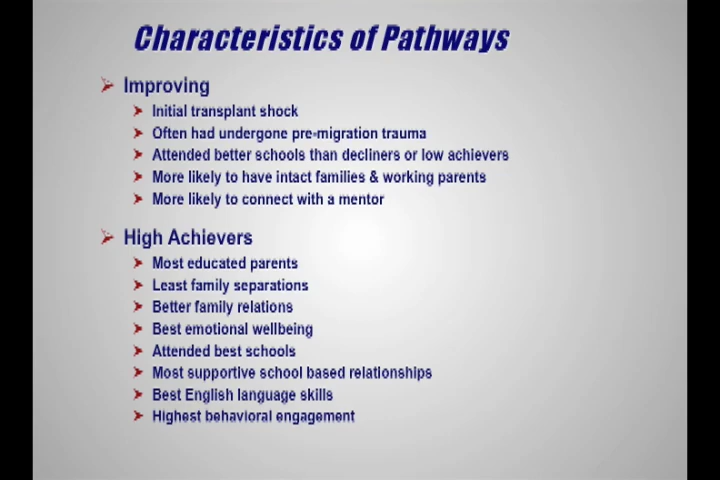 Characteristics of Pathways
Improving
Initial transplant shock
Often had undergone pre-migration trauma
Attended better schools than decliners or low achievers
More likely to have intact families & working parents
More likely to connect with a mentor
High Achievers
Most educated parents
Least family separations
Better family relations
Best emotional wellbeing
Attended best schools
Most supportive school based relationships
Best English language skills
Highest behavioral engagement